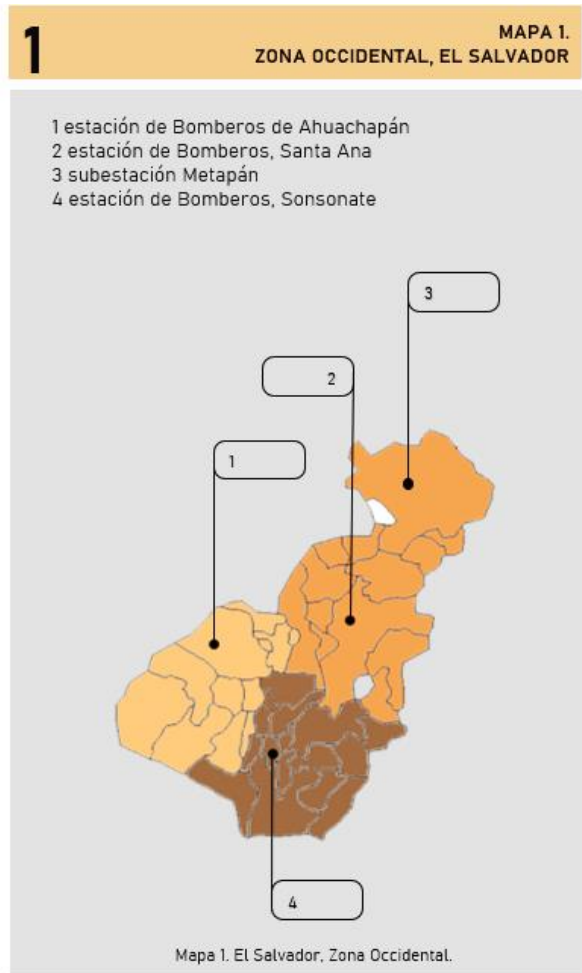 1
MAPA 1.
ZONA OCCIDENTAL, EL SALVADOR
1 estación de Bomberos de Ahuachapán
2 estación de Bomberos, Santa Ana
3 subestación Metapán
4 estación de Bomberos, Sonsonate
3
2
1
4
Mapa 1. El Salvador, Zona Occidental.